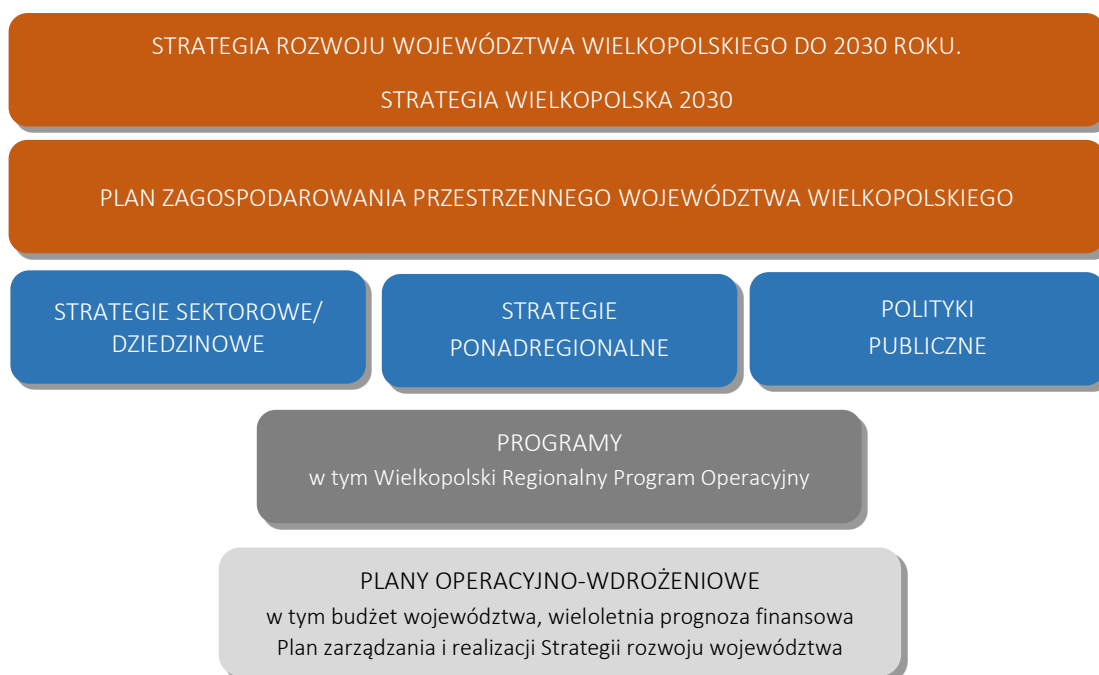 STRATEGIA ROZWOJU WOJEWÓDZTWA WIELKOPOLSKIEGO DO 2030 ROKU.
STRATEGIA WIELKOPOLSKA 2030
PLAN ZAGOSPODAROWANIA PRZESTRZENNEGO WOJEWÓDZTWA WIELKOPOLSKIEGO
STRATEGIE SEKTOROWE/
DZIEDZINOWE
STRATEGIE
PONADREGIONALNE
POLITYKI
PUBLICZNE
PROGRAMY
w tym Wielkopolski Regionalny Program Operacyjny
PLANY OPERACYJNO-WDROŻENIOWE
w tym budżet województwa, wieloletnia prognoza finansowa
Plan zarządzania i realizacji Strategii rozwoju województwa